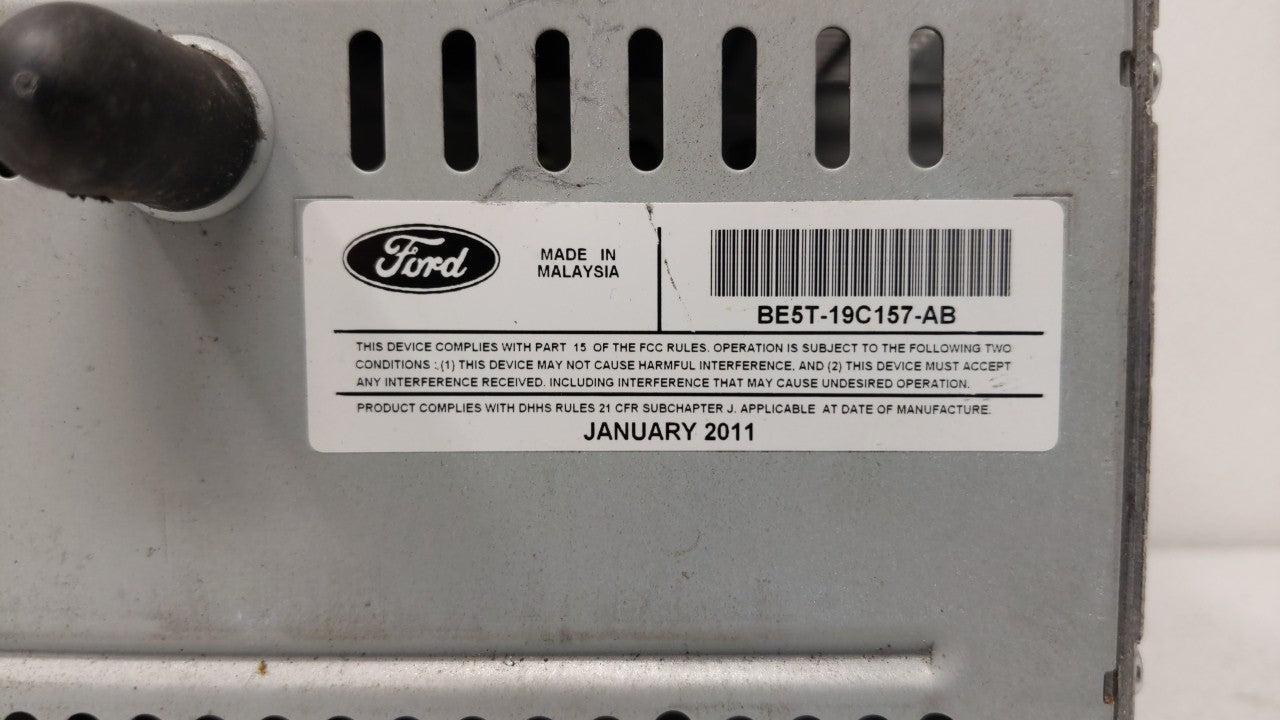 Ford
MADE IN
MALAYSIA
BE5T-19C157-AB
THIS DEVICE COMPLIES WITH PART 15 OF THE FCC RULES. OPERATION IS SUBJECT TO THE FOLLOWING TWO
CONDITIONS :.(1) THIS DEVICE MAY NOT CAUSE HARMFUL INTERFERENCE, AND (2) THIS DEVICE MUST ACCEPT
ANY INTERFERENCE RECEIVED. INCLUDING INTERFERENCE THAT MAY CAUSE UNDESIRED OPERATION.
PRODUCT COMPLIES WITH DHHS RULES 21 CFR SUBCHAPTER J. APPLICABLE AT DATE OF MANUFACTURE.
JANUARY 2011